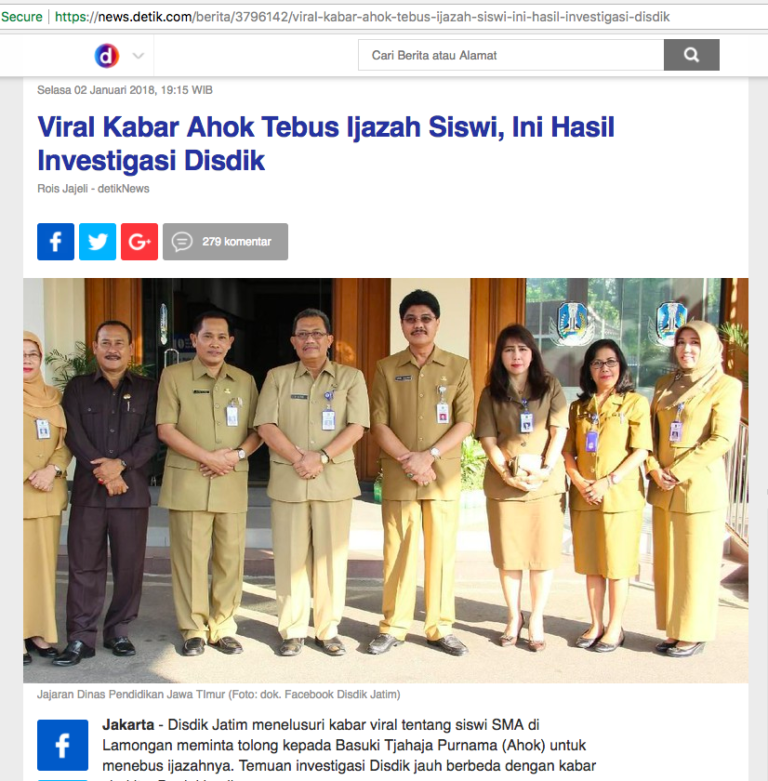 Secure | https://news.detik.com/berita/3796142/viral-kabar-ahok-tebus-ijazah-siswi-ini-hasil-investigasi-disdik
d
Cari Berita atau Alamat
Selasa 02 Januari 2018, 19:15 WIB
Viral Kabar Ahok Tebus Ijazah Siswi, Ini Hasil
Investigasi Disdik
Rois Jajeli - detikNews
f
G+
279 komentar
Jajaran Dinas Pendidikan Jawa TImur (Foto: dok. Facebook Disdik Jatim)
f
Jakarta - Disdik Jatim menelusuri kabar viral tentang siswi SMA di
Lamongan meminta tolong kepada Basuki Tjahaja Purnama (Ahok) untuk
menebus ijazahnya. Temuan investigasi Disdik jauh berbeda dengan kabar